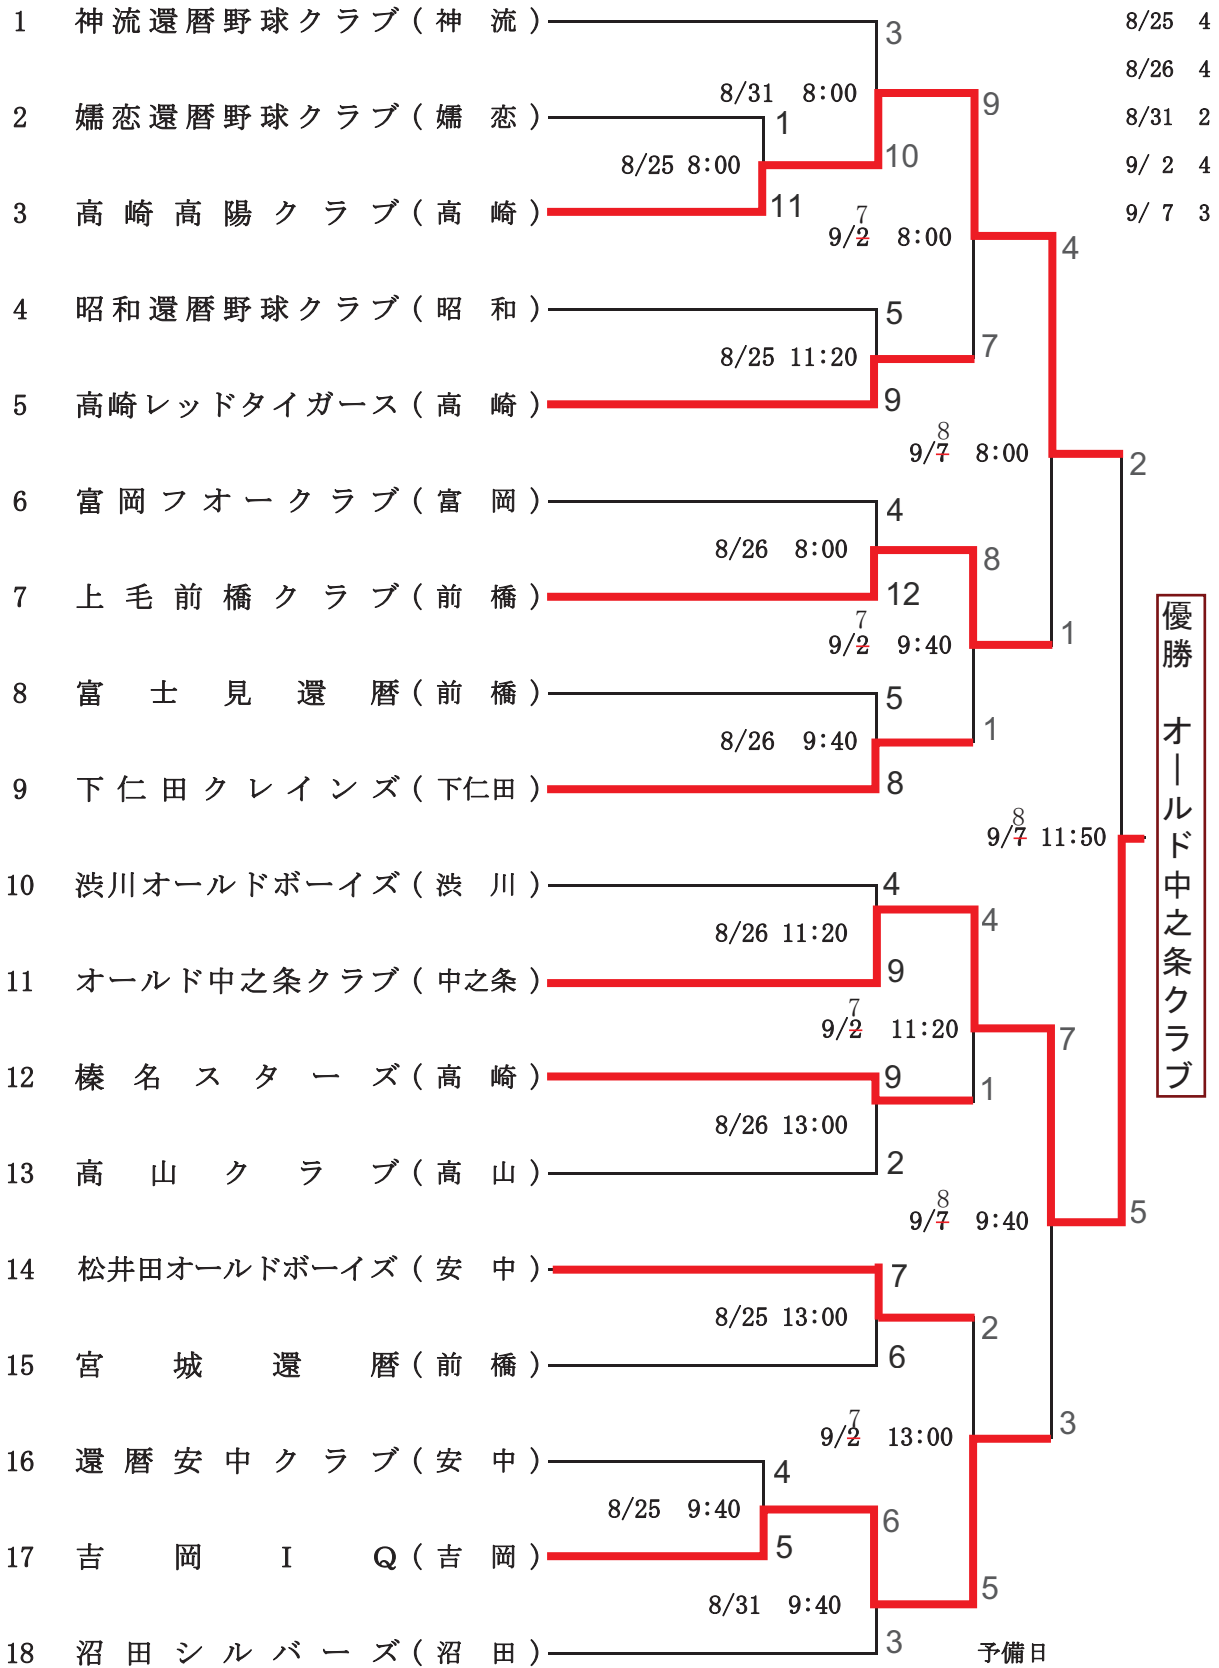 1 神流還暦野球クラブ(神 流)
3
8/25 4
8/26 4
8/31 2
9/ 2 4
9/ 7 3
8/31 8:00
9
2 嬬恋還暦野球クラブ(嬬 恋)
1
8/25 8:00
10
3 高崎高陽クラブ(高 崎)
11
7
9/2 8:00
4
4 昭和還暦野球クラブ(昭 和)
5
8/25 11:20
7
5 高崎レッドタイガース(高 崎)
9
8
9/7 8:00
2
6 富岡フオークラブ(富 岡)
4
8/26 8:00
8
7 上毛前橋クラブ(前 橋)
12
7
9/2 9:40
1
8 富士見還暦(前 橋)
5
8/26 9:40
1
9 下仁田クレインズ(下仁田)
8
8
9/7 11:50
優勝 オールド中之条クラブ
10 渋川オールドボーイズ(渋 川)
4
8/26 11:20
4
11 オールド中之条クラブ(中之条)
9
7
9/2 11:20
7
12 榛名スターズ(高 崎)
9
8/26 13:00
1
13 高山クラブ(高 山)
2
8
9/7 9:40
5
14 松井田オールドボーイズ(安 中)
7
8/25 13:00
2
15 宮城還暦(前 橋)
6
7
9/2 13:00
3
16 還暦安中クラブ(安 中)
4
8/25 9:40
6
17 吉岡IQ(吉 岡)
5
8/31 9:40
5
18 沼田シルバーズ(沼 田)
3
予備日